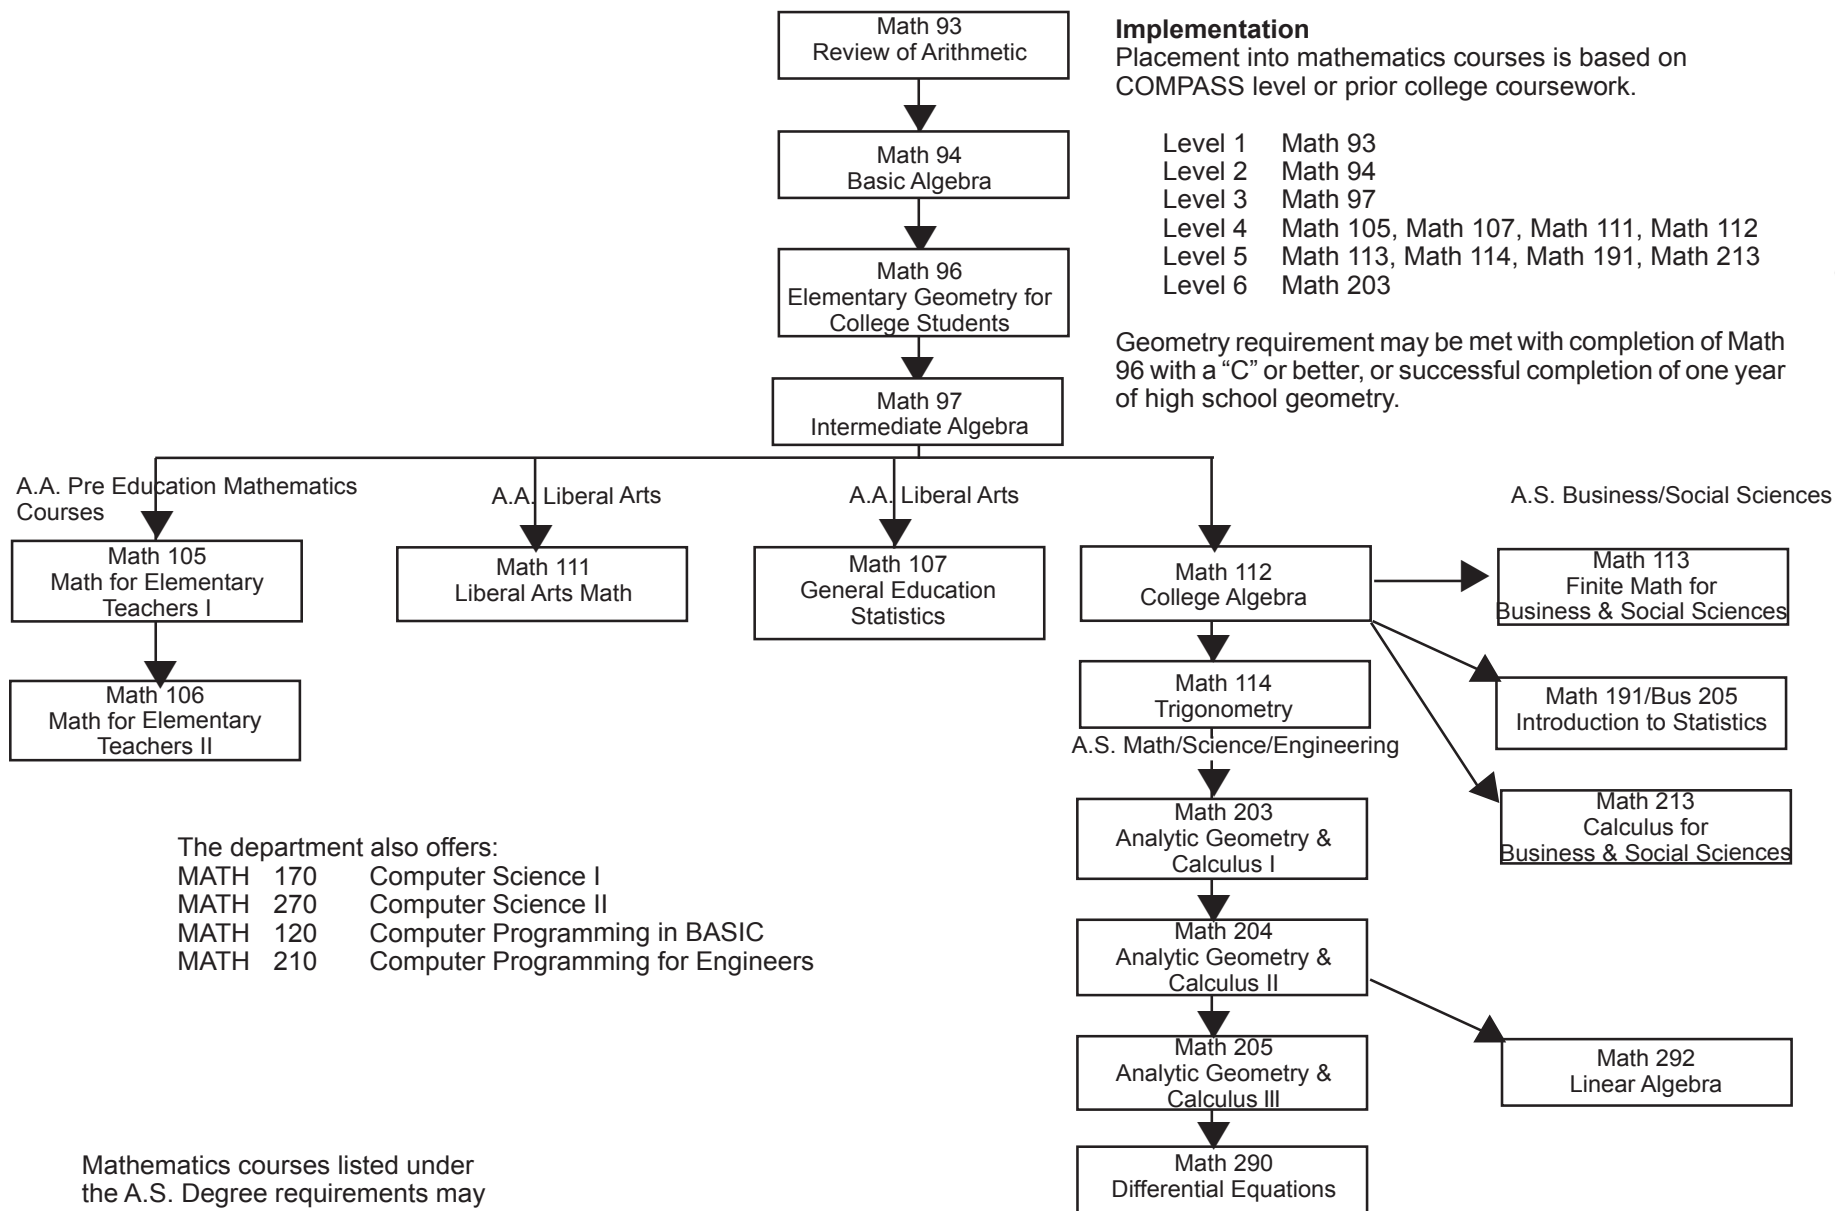 Math 93
Review of Arithmetic
Implementation
Placement into mathematics courses is based on
COMPASS level or prior college coursework.
Level 1 Math 93
Level 2 Math 94
Level 3 Math 97
Level 4 Math 105, Math 107, Math 111, Math 112
Level 5 Math 113, Math 114, Math 191, Math 213
Level 6 Math 203
Geometry requirement may be met with completion of Math
96 with a “C” or better, or successful completion of one year
of high school geometry.
Math 94
Basic Algebra
Math 96
Elementary Geometry for
College Students
Math 97
Intermediate Algebra
A.A. Pre Education Mathematics
Courses
A.A. Liberal Arts
A.A. Liberal Arts
A.S. Business/Social Sciences
Math 105
Math for Elementary
Teachers I
Math 111
Liberal Arts Math
Math 107
General Education
Statistics
Math 112
College Algebra
Math 113
Finite Math for
Business & Social Sciences
Math 106
Math for Elementary
Teachers II
Math 114
Trigonometry
Math 191/Bus 205
Introduction to Statistics
A.S. Math/Science/Engineering
Math 203
Analytic Geometry &
Calculus I
Math 213
Calculus for
Business & Social Sciences
The department also offers:
MATH 170 Computer Science I
MATH 270 Computer Science II
MATH 120 Computer Programming in BASIC
MATH 210 Computer Programming for Engineers
Math 204
Analytic Geometry &
Calculus II
Math 205
Analytic Geometry &
Calculus III
Math 292
Linear Algebra
Math 290
Differential Equations
Mathematics courses listed under
the A.S. Degree requirements may